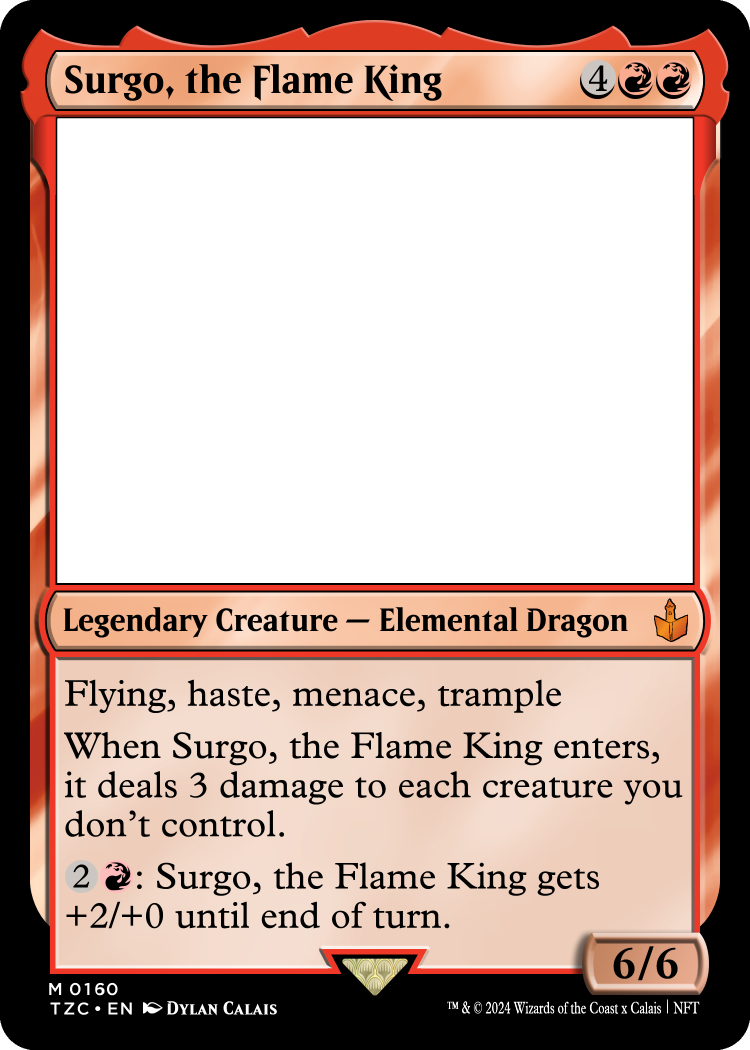 Surgo, the Flame King 4
Legendary Creature — Elemental Dragon
Flying, haste, menace, trample
When Surgo, the Flame King enters,
it deals 3 damage to each creature you
don't control.
2 : Surgo, the Flame King gets
+2/+0 until end of turn.
6/6
M 0160
TZC • EN Dylan Calais
™ & © 2024 Wizards of the Coast x Calais | NFT